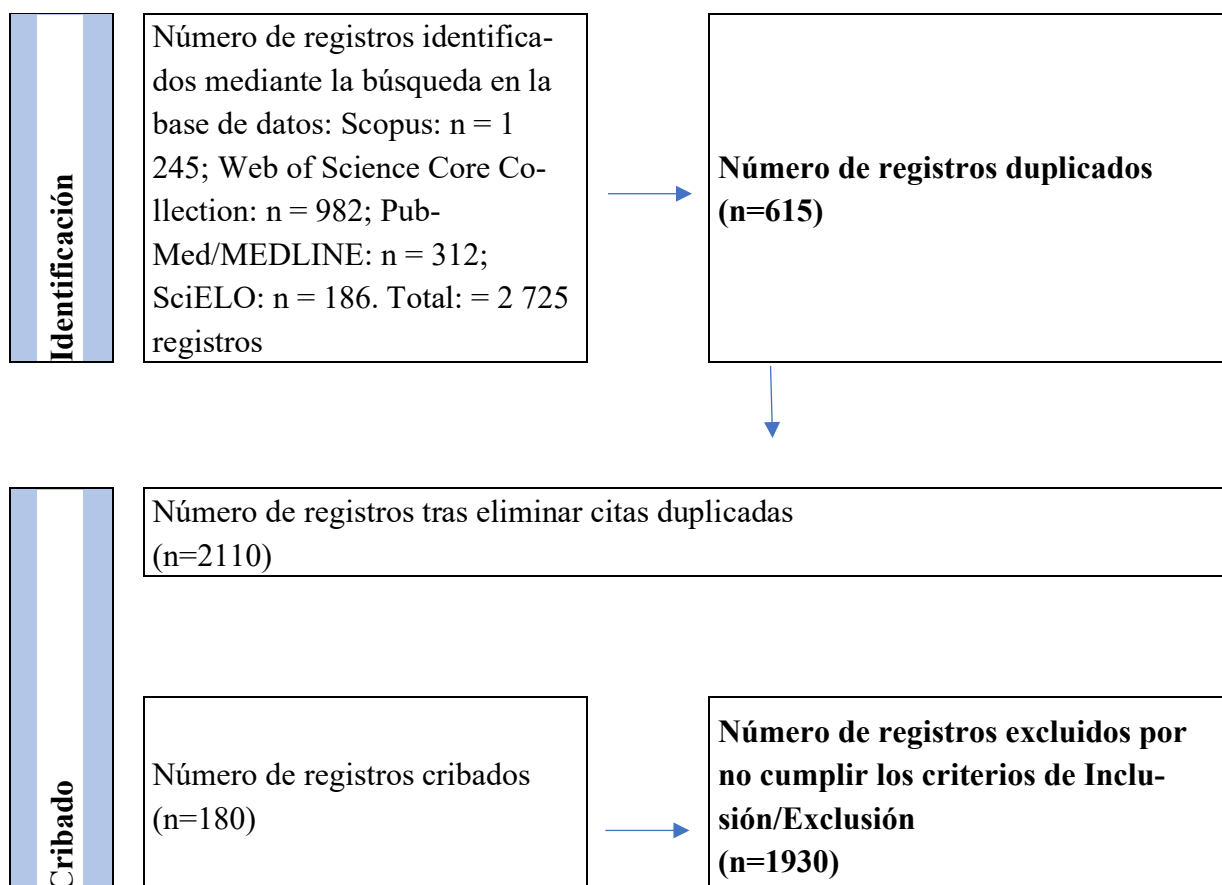 Identificación
Número de registros identifica-
dos mediante la búsqueda en la
base de datos: Scopus: n = 1
245; Web of Science Core Co-
llection: n = 982; Pub-
Med/MEDLINE: n = 312;
SciELO: n = 186. Total: = 2 725
registros
Número de registros duplicados
(n=615)
Cribado
Número de registros tras eliminar citas duplicadas
(n=2110)
Número de registros cribados
(n=180)
Número de registros excluidos por
no cumplir los criterios de Inclu-
sión/Exclusión
(n=1930)